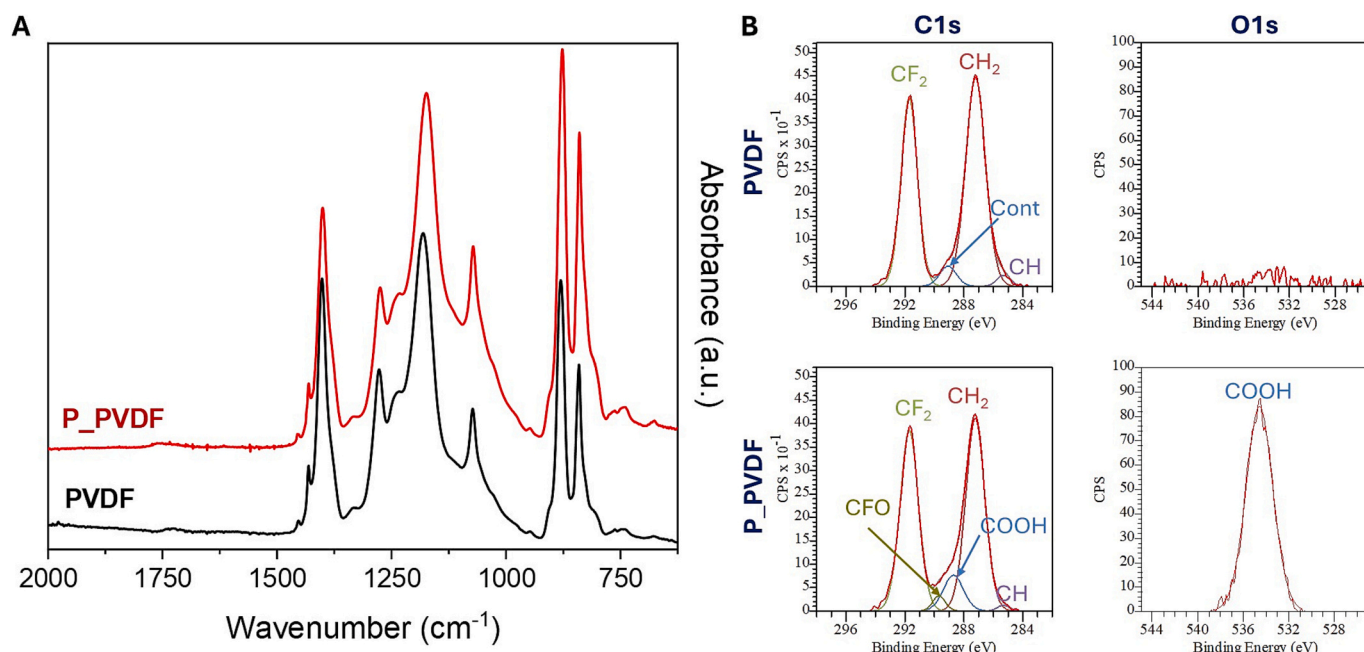 A
P_PVDF
PVDF
2000 1750 1500 1250 1000 750
Wavenumber (cm-1)
Absorbance (a.u.)
B
C1s
O1s
PVDF
50
45
40
35
30
25
20
15
10
5
0
CPS x 10-1
CF2
CH2
Cont
CH
296 292 288 284
Binding Energy (eV)
100
90
80
70
60
50
40
30
20
10
0
CPS
544 540 536 532 528
Binding Energy (eV)
P_PVDF
50
45
40
35
30
25
20
15
10
5
0
CPS x 10-1
CF2
CH2
CFO
COOH
CH
296 292 288 284
Binding Energy (eV)
100
90
80
70
60
50
40
30
20
10
0
CPS
COOH
544 540 536 532 528
Binding Energy (eV)